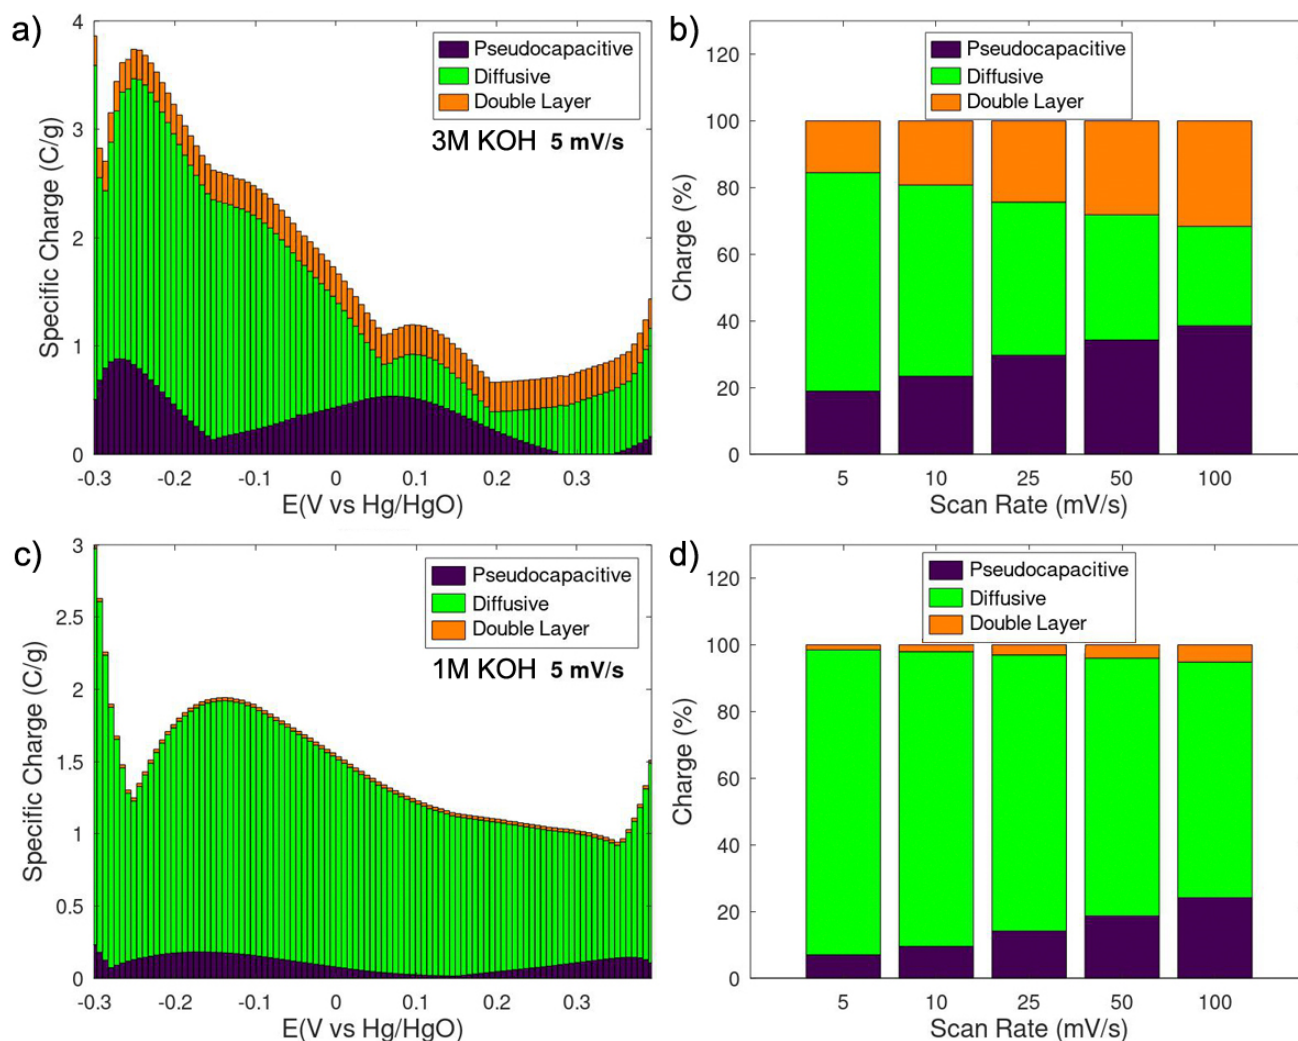 a)
4
3
2
1
0
Specific Charge (C/g)
Pseudocapacitive
Diffusive
Double Layer
3M KOH 5 mV/s
-0.3 -0.2 -0.1 0 0.1 0.2 0.3
E(V vs Hg/HgO)
b)
120
100
80
60
40
20
0
Charge (%)
Pseudocapacitive
Diffusive
Double Layer
5 10 25 50 100
Scan Rate (mV/s)
c)
3
2.5
2
1.5
1
0.5
0
Specific Charge (C/g)
Pseudocapacitive
Diffusive
Double Layer
1M KOH 5 mV/s
-0.3 -0.2 -0.1 0 0.1 0.2 0.3
E(V vs Hg/HgO)
d)
120
100
80
60
40
20
0
Charge (%)
Pseudocapacitive
Diffusive
Double Layer
5 10 25 50 100
Scan Rate (mV/s)